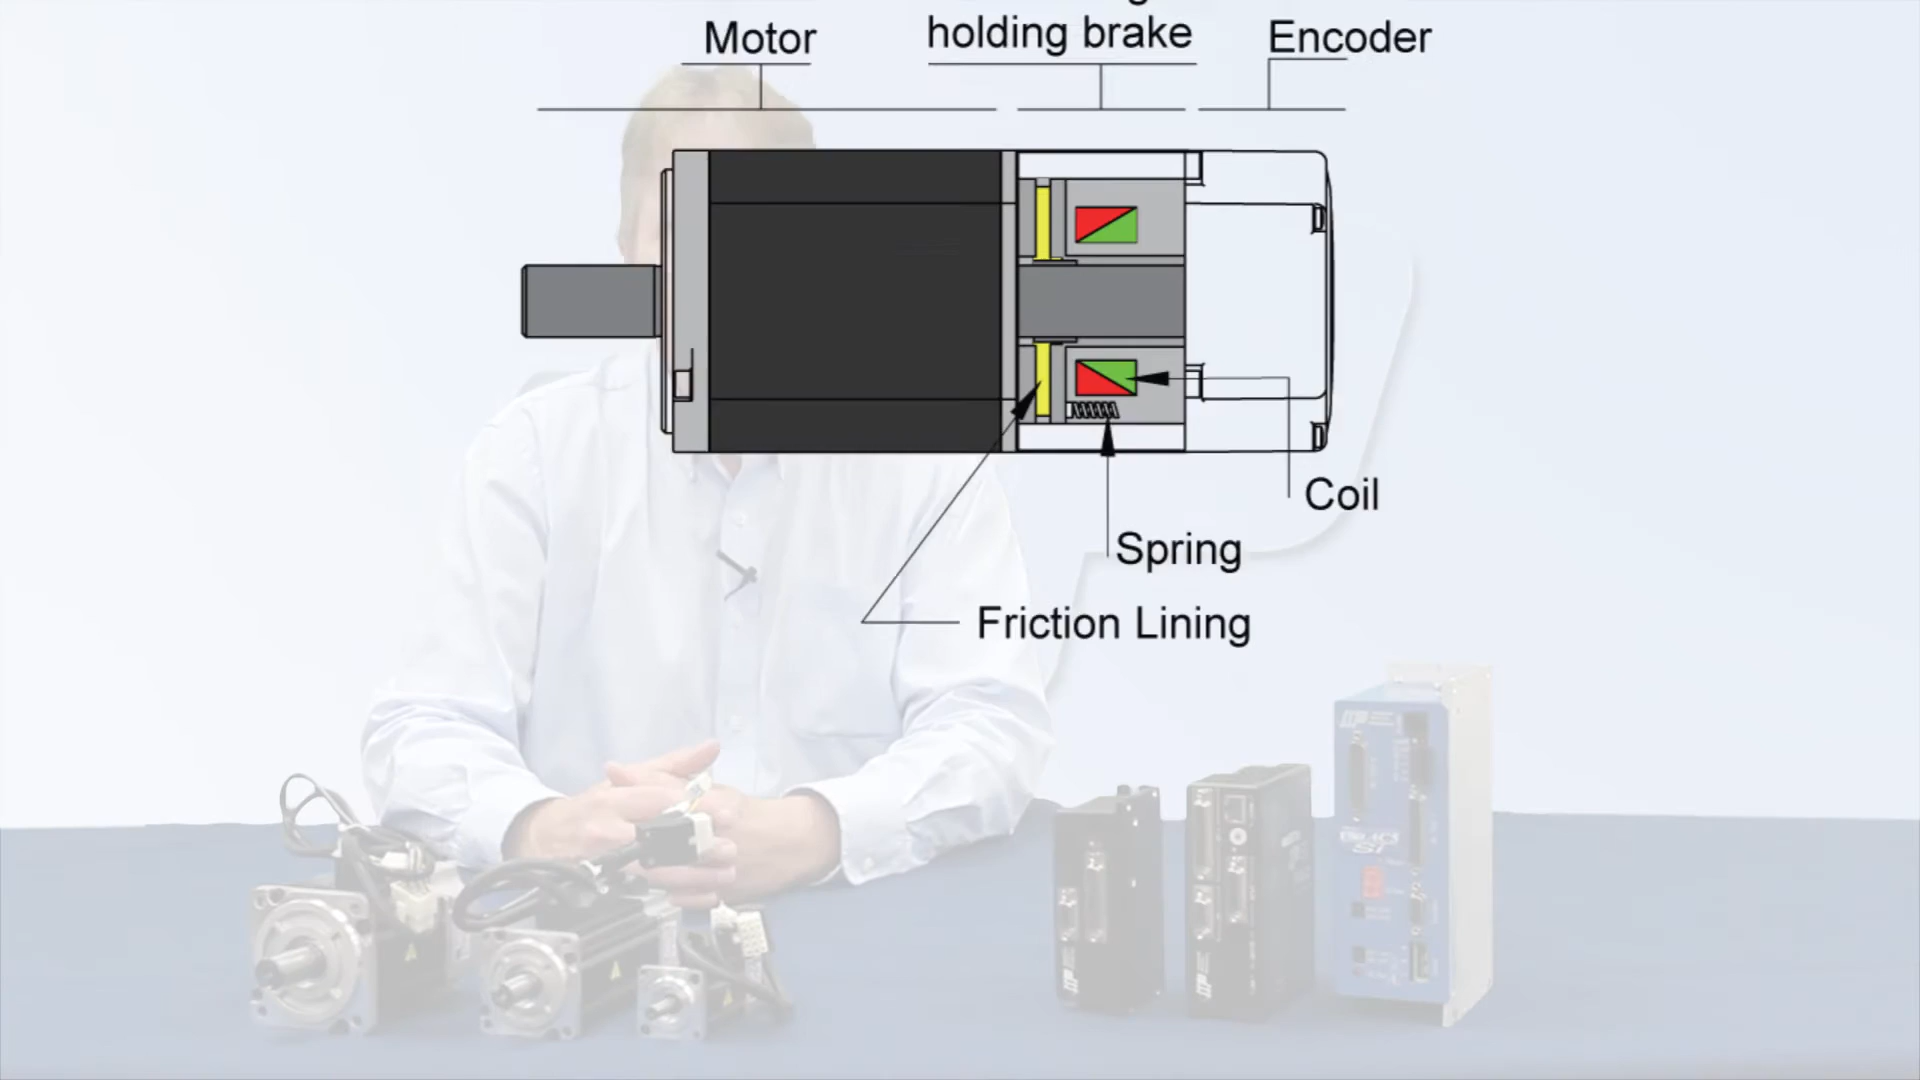 Motor
holding brake
Encoder
Coil
Spring
Friction Lining